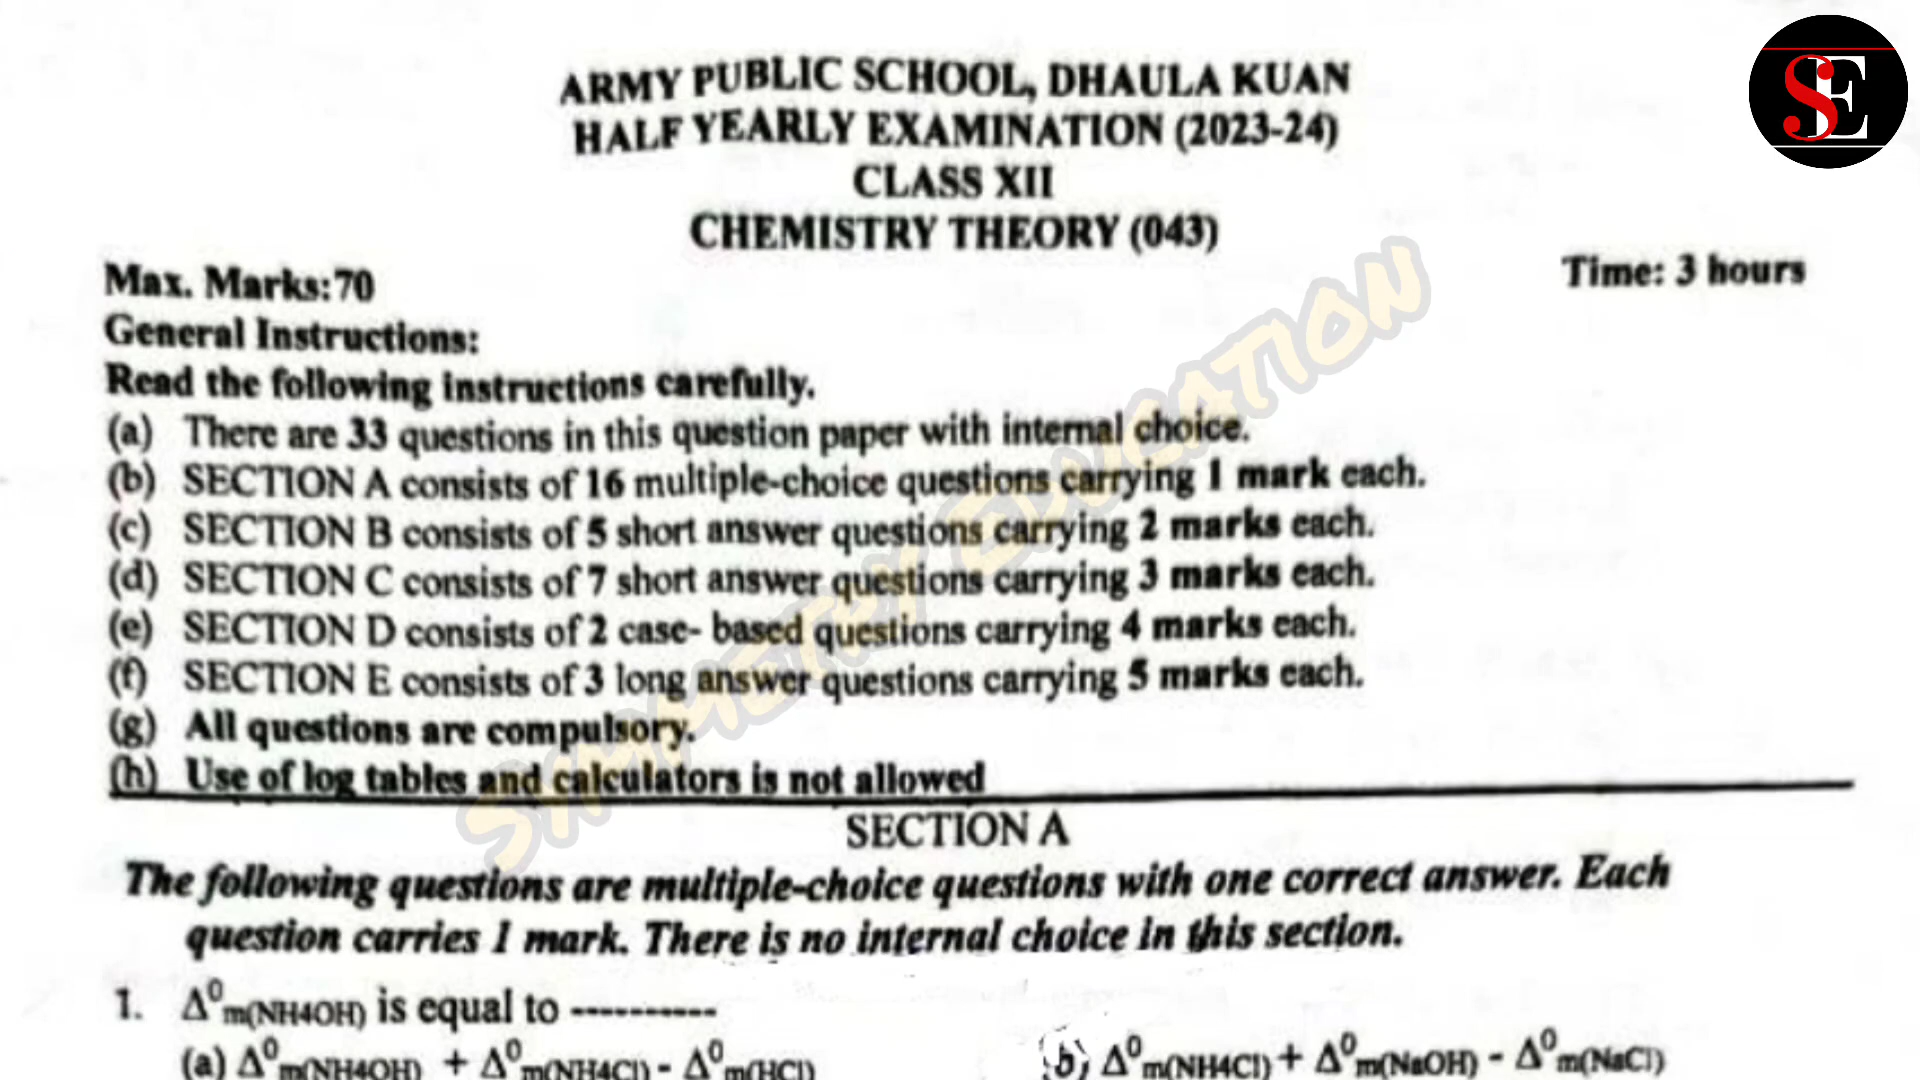 SE
ARMY PUBLIC SCHOOL, DHAULA KUAN
HALF YEARLY EXAMINATION (2023-24)
CLASS XII
CHEMISTRY THEORY (043)
Max. Marks:70 Time: 3 hours
General Instructions:
Read the following instructions carefully.
(a) There are 33 questions in this question paper with internal choice.
(b) SECTION A consists of 16 multiple-choice questions carrying 1 mark each.
(c) SECTION B consists of 5 short answer questions carrying 2 marks each.
(d) SECTION C consists of 7 short answer questions carrying 3 marks each.
(e) SECTION D consists of 2 case- based questions carrying 4 marks each.
(f) SECTION E consists of 3 long answer questions carrying 5 marks each.
(g) All questions are compulsory.
(h) Use of log tables and calculators is not allowed
SYMMETRY EDUCATION
SECTION A
The following questions are multiple-choice questions with one correct answer. Each
question carries 1 mark. There is no internal choice in this section.
1. Δ⁰m(NH4OH) is equal to ----------
(a) Δ⁰m(NH4OH) + Δ⁰m(NH4Cl) - Δ⁰m(HCl) b) Δ⁰m(NH4Cl) + Δ⁰m(NaOH) - Δ⁰m(NaCl)